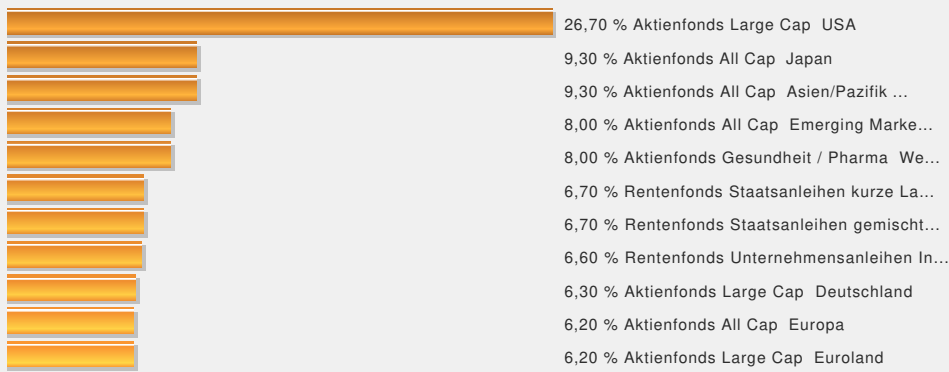 26,70 % Aktienfonds Large Cap USA
9,30 % Aktienfonds All Cap Japan
9,30 % Aktienfonds All Cap Asien/Pazifik ...
8,00 % Aktienfonds All Cap Emerging Marke...
8,00 % Aktienfonds Gesundheit / Pharma We...
6,70 % Rentenfonds Staatsanleihen kurze La...
6,70 % Rentenfonds Staatsanleihen gemischt...
6,60 % Rentenfonds Unternehmensanleihen In...
6,30 % Aktienfonds Large Cap Deutschland
6,20 % Aktienfonds All Cap Europa
6,20 % Aktienfonds Large Cap Euroland